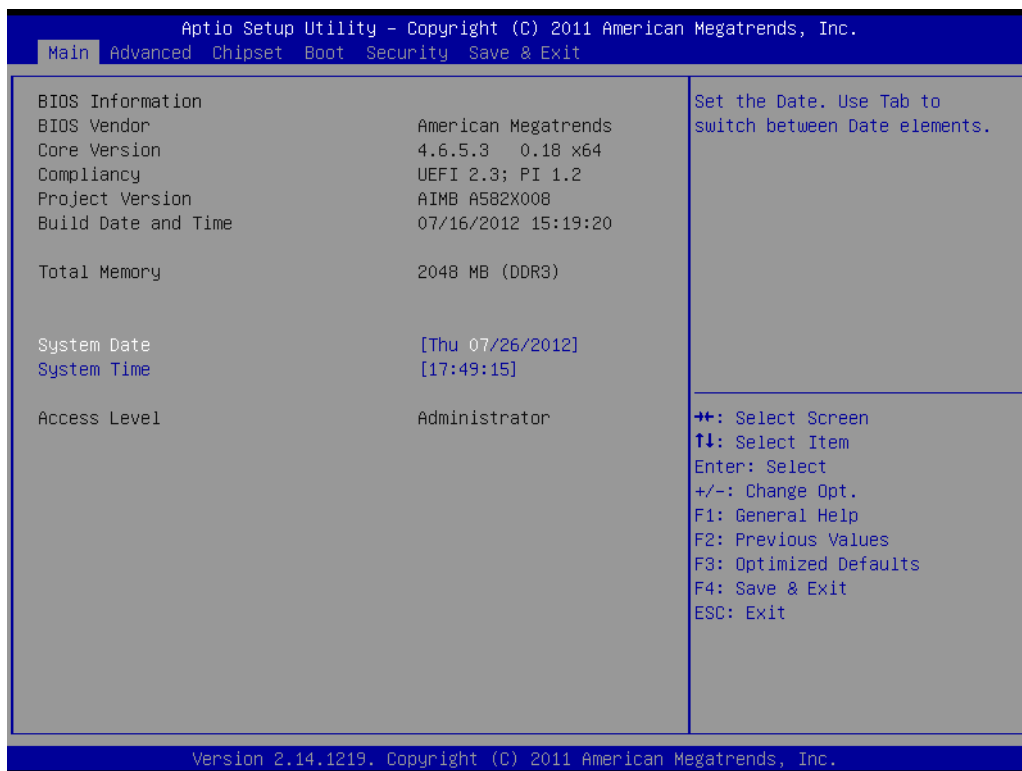 Aptio Setup Utility – Copyright (C) 2011 American Megatrends, Inc.
Main Advanced Chipset Boot Security Save & Exit
BIOS Information
BIOS Vendor American Megatrends
Core Version 4.6.5.3 0.18 x64
Compliancy UEFI 2.3; PI 1.2
Project Version AIMB A582X008
Build Date and Time 07/16/2012 15:19:20
Total Memory 2048 MB (DDR3)
System Date [Thu 07/26/2012]
System Time [17:49:15]
Access Level Administrator
Set the Date. Use Tab to
switch between Date elements.
→←: Select Screen
↑↓: Select Item
Enter: Select
+/-: Change Opt.
F1: General Help
F2: Previous Values
F3: Optimized Defaults
F4: Save & Exit
ESC: Exit
Version 2.14.1219. Copyright (C) 2011 American Megatrends, Inc.